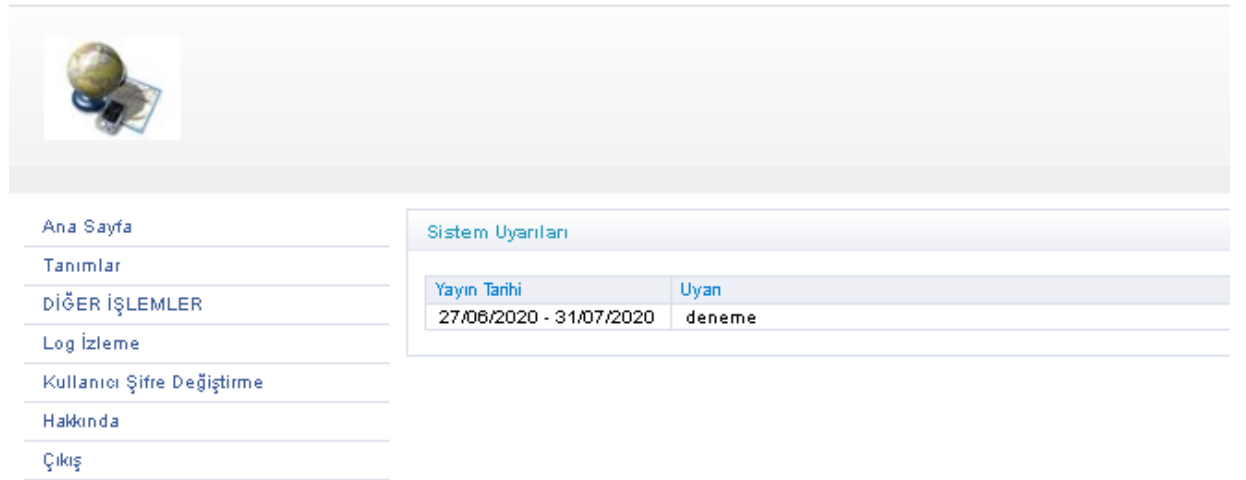 Ana Sayfa
Tanımlar
DİĞER İŞLEMLER
Log İzleme
Kullanıcı Şifre Değiştirme
Hakkında
Çıkış
Sistem Uyarıları
Yayın Tarihi Uyarı
27/06/2020 - 31/07/2020 deneme